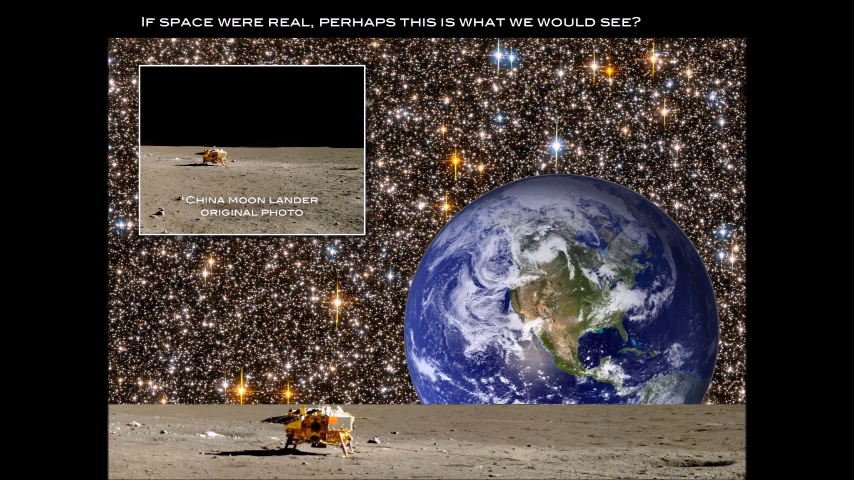 If space were real, perhaps this is what we would see?
*China moon lander
original photo